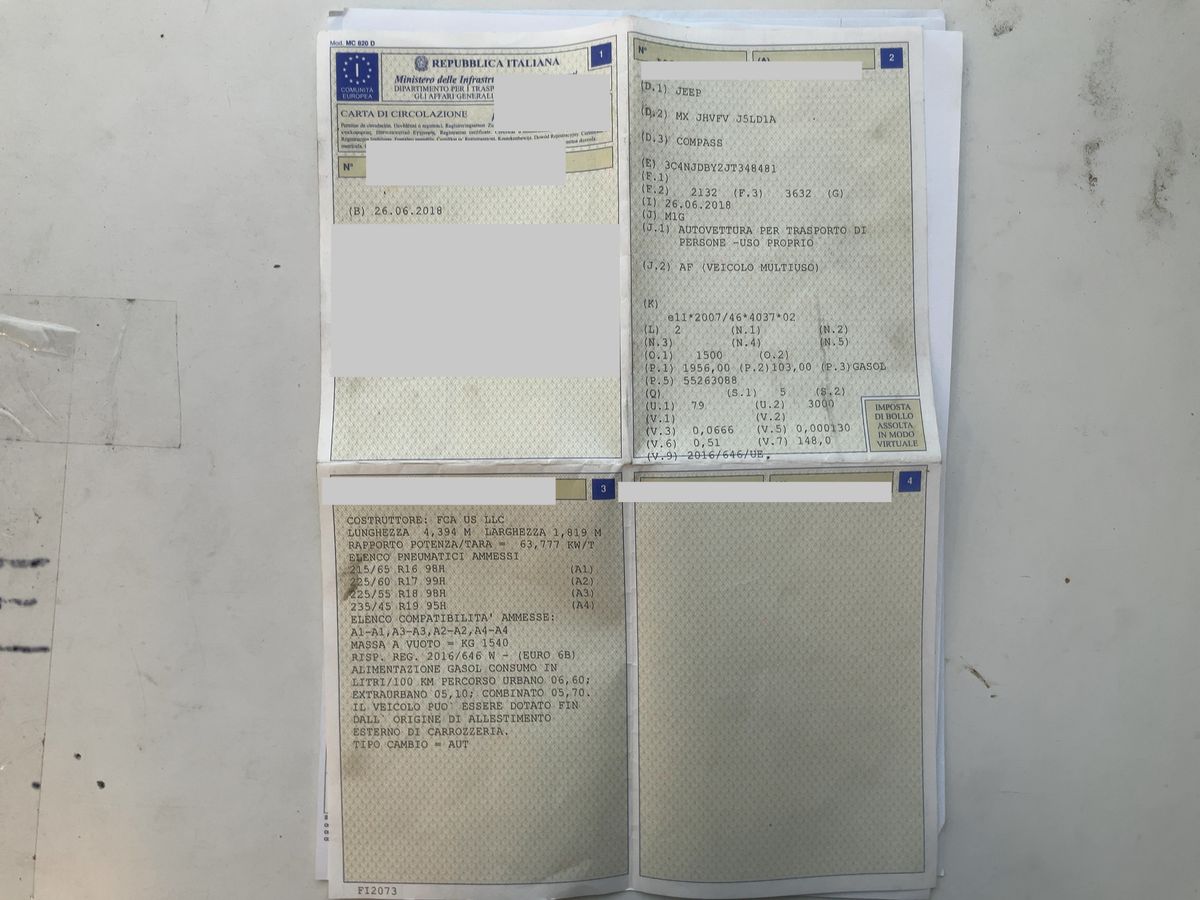 Mod. MC 820 D
1
REPUBBLICA ITALIANA
COMUNITÀ
EUROPEA
I
Ministero delle Infrastru
DIPARTIMENTO PER I TRASP
GLI AFFARI GENERALI
CARTA DI CIRCOLAZIONE
N°
(B) 26.06.2018
N°
(A)
2
(D.1) JEEP
(D.2) MX JHVFV J5LD1A
(D.3) COMPASS
(E) 3C4NJDBY2JT348481
(F.1)
(F.2) 2132 (F.3) 3632 (G)
(I) 26.06.2018
(J) M1G
(J.1) AUTOVETTURA PER TRASPORTO DI
PERSONE -USO PROPRIO
(J.2) AF (VEICOLO MULTIUSO)
(K)
e11*2007/46*4037*02
(L) 2 (N.1) (N.2)
(N.3) (N.4) (N.5)
(O.1) 1500 (O.2)
(P.1) 1956,00 (P.2)103,00 (P.3)GASOL
(P.5) 55263088
(Q) (S.1) 5 (S.2)
(U.1) 79 (U.2) 3000
(V.1) (V.2)
(V.3) 0,0666 (V.5) 0,000130
(V.6) 0,51 (V.7) 148,0
(V.9) 2016/646/UE.
IMPOSTA
DI BOLLO
ASSOLTA
IN MODO
VIRTUALE
3
COSTRUTTORE: FCA US LLC
LUNGHEZZA 4,394 M LARGHEZZA 1,819 M
RAPPORTO POTENZA/TARA = 63,777 KW/T
ELENCO PNEUMATICI AMMESSI
215/65 R16 98H (A1)
225/60 R17 99H (A2)
225/55 R18 98H (A3)
235/45 R19 95H (A4)
ELENCO COMPATIBILITA' AMMESSE:
A1-A1,A3-A3,A2-A2,A4-A4
MASSA A VUOTO = KG 1540
RISP. REG. 2016/646 W - (EURO 6B)
ALIMENTAZIONE GASOL CONSUMO IN
LITRI/100 KM PERCORSO URBANO 06,60;
EXTRAURBANO 05,10; COMBINATO 05,70.
IL VEICOLO PUO` ESSERE DOTATO FIN
DALL` ORIGINE DI ALLESTIMENTO
ESTERNO DI CARROZZERIA.
TIPO CAMBIO = AUT
FI2073
4